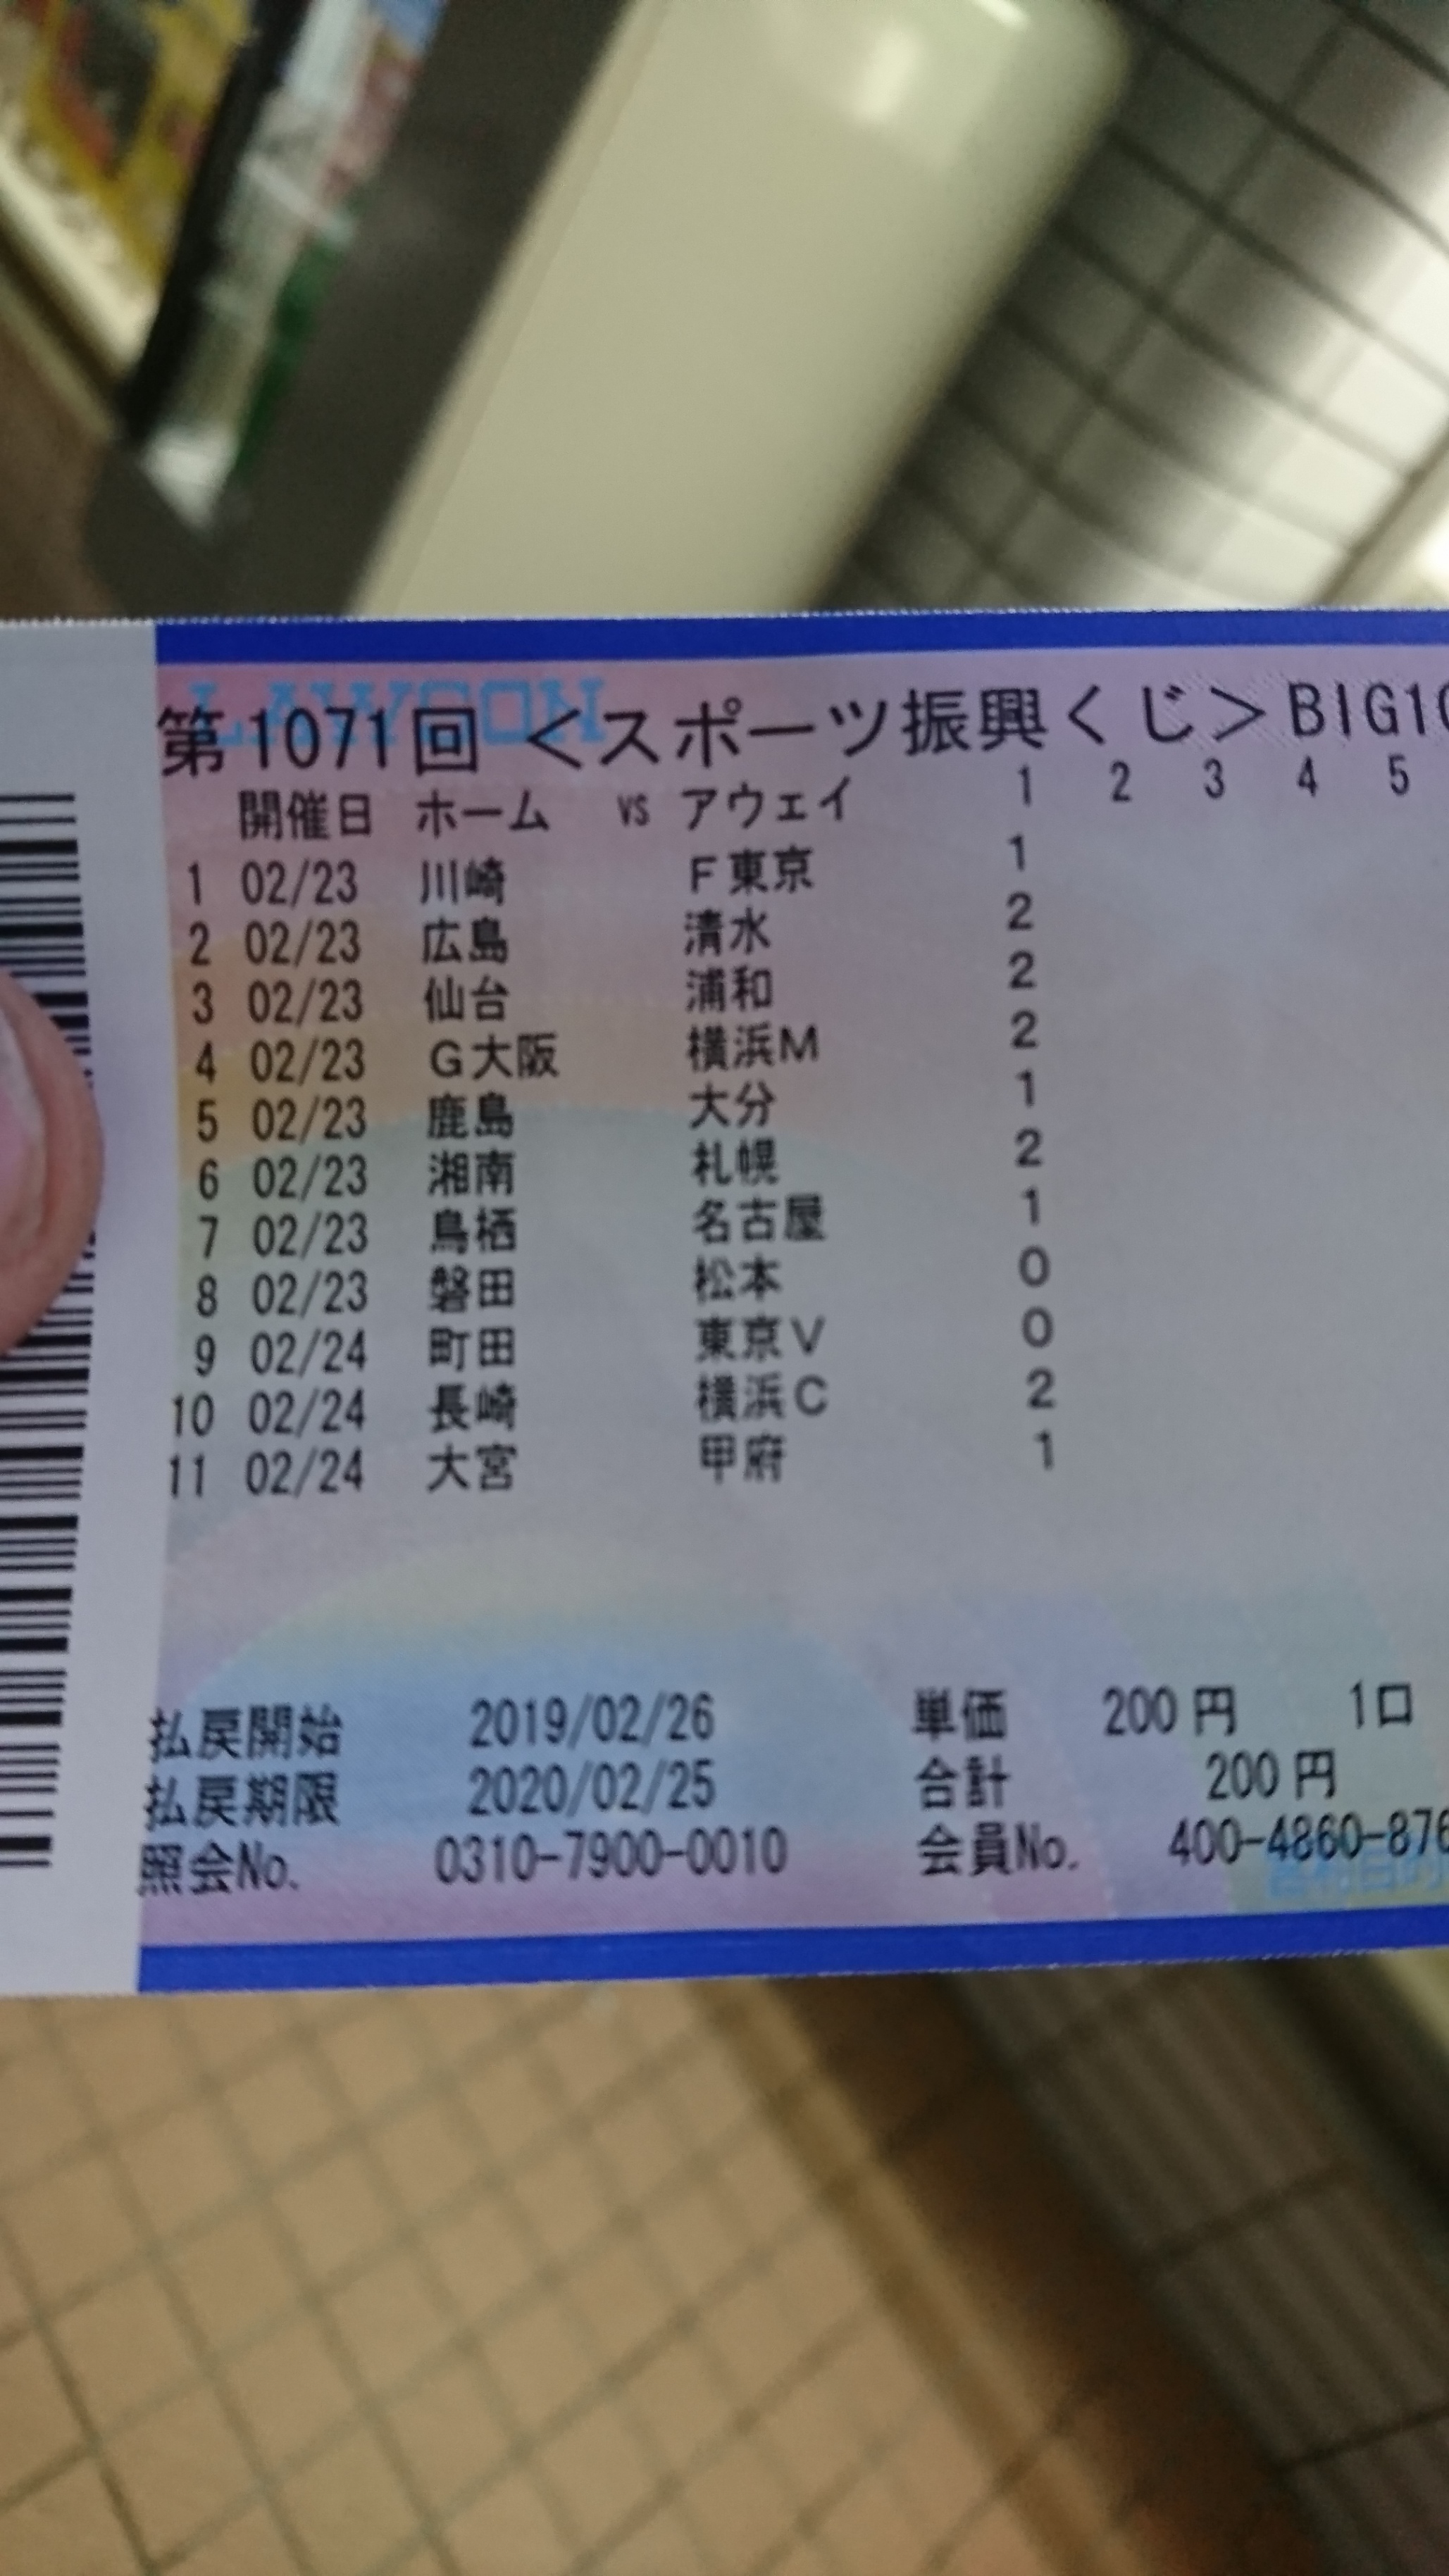 LAWSON
第1071回 <スポーツ振興くじ> BIG10
開催日 ホーム vs アウェイ 1 2 3 4 5
1 02/23 川崎 F東京 1
2 02/23 広島 清水 2
3 02/23 仙台 浦和 2
4 02/23 G大阪 横浜M 2
5 02/23 鹿島 大分 1
6 02/23 湘南 札幌 2
7 02/23 鳥栖 名古屋 1
8 02/23 磐田 松本 0
9 02/24 町田 東京V 0
10 02/24 長崎 横浜C 2
11 02/24 大宮 甲府 1
払戻開始 2019/02/26 単価 200円 1口
払戻期限 2020/02/25 合計 200円
照会No. 0310-7900-0010 会員No. 400-4860-876